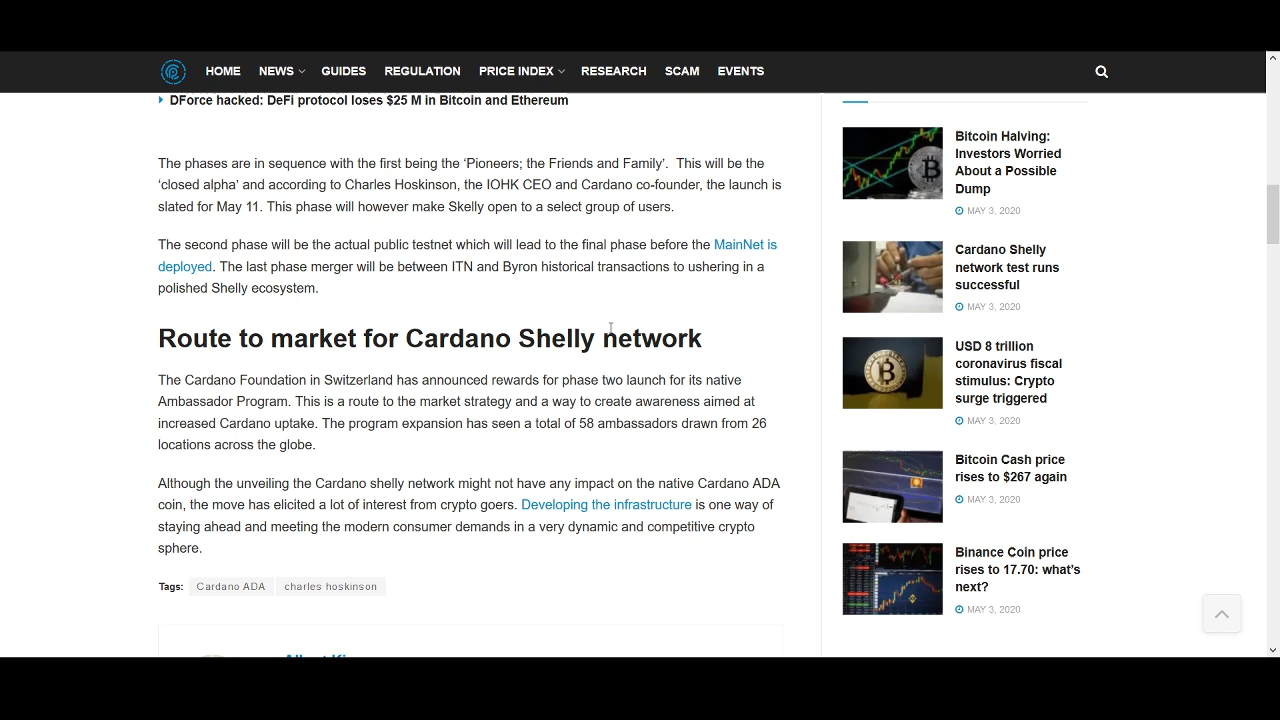 HOME NEWS GUIDES REGULATION PRICE INDEX RESEARCH SCAM EVENTS
DForce hacked: DeFi protocol loses $25 M in Bitcoin and Ethereum
The phases are in sequence with the first being the ‘Pioneers; the Friends and Family’. This will be the
‘closed alpha’ and according to Charles Hoskinson, the IOHK CEO and Cardano co-founder, the launch is
slated for May 11. This phase will however make Skelly open to a select group of users.
The second phase will be the actual public testnet which will lead to the final phase before the MainNet is
deployed. The last phase merger will be between ITN and Byron historical transactions to ushering in a
polished Shelly ecosystem.
Route to market for Cardano Shelly network
The Cardano Foundation in Switzerland has announced rewards for phase two launch for its native
Ambassador Program. This is a route to the market strategy and a way to create awareness aimed at
increased Cardano uptake. The program expansion has seen a total of 58 ambassadors drawn from 26
locations across the globe.
Although the unveiling the Cardano shelly network might not have any impact on the native Cardano ADA
coin, the move has elicited a lot of interest from crypto goers. Developing the infrastructure is one way of
staying ahead and meeting the modern consumer demands in a very dynamic and competitive crypto
sphere.
Tags: Cardano ADA charles hoskinson
Bitcoin Halving:
Investors Worried
About a Possible
Dump
MAY 3, 2020
Cardano Shelly
network test runs
successful
MAY 3, 2020
USD 8 trillion
coronavirus fiscal
stimulus: Crypto
surge triggered
MAY 3, 2020
Bitcoin Cash price
rises to $267 again
MAY 3, 2020
Binance Coin price
rises to 17.70: what's
next?
MAY 3, 2020